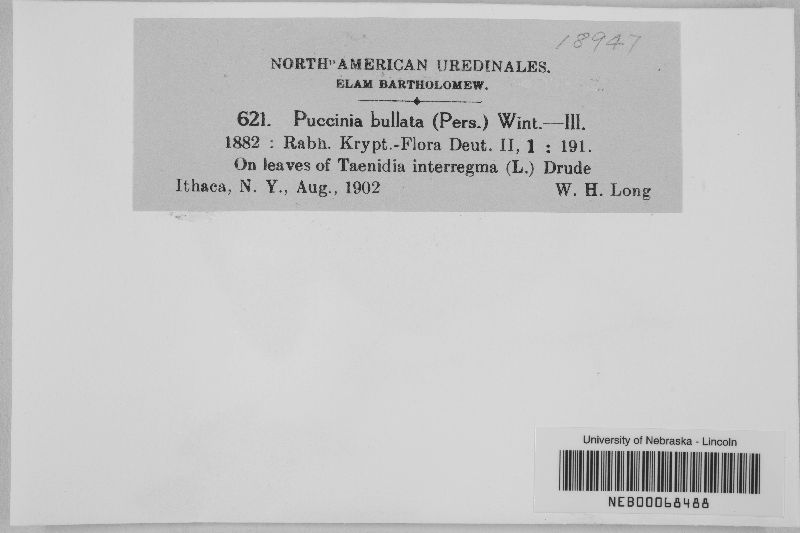 18947
NORTH AMERICAN UREDINALES.
ELAM BARTHOLOMEW.
621. Puccinia bullata (Pers.) Wint.—III.
1882 : Rabh. Krypt.-Flora Deut. II, 1 : 191.
On leaves of Taenidia interregma (L.) Drude
Ithaca, N. Y., Aug., 1902 W. H. Long
University of Nebraska - Lincoln
NEB00068488